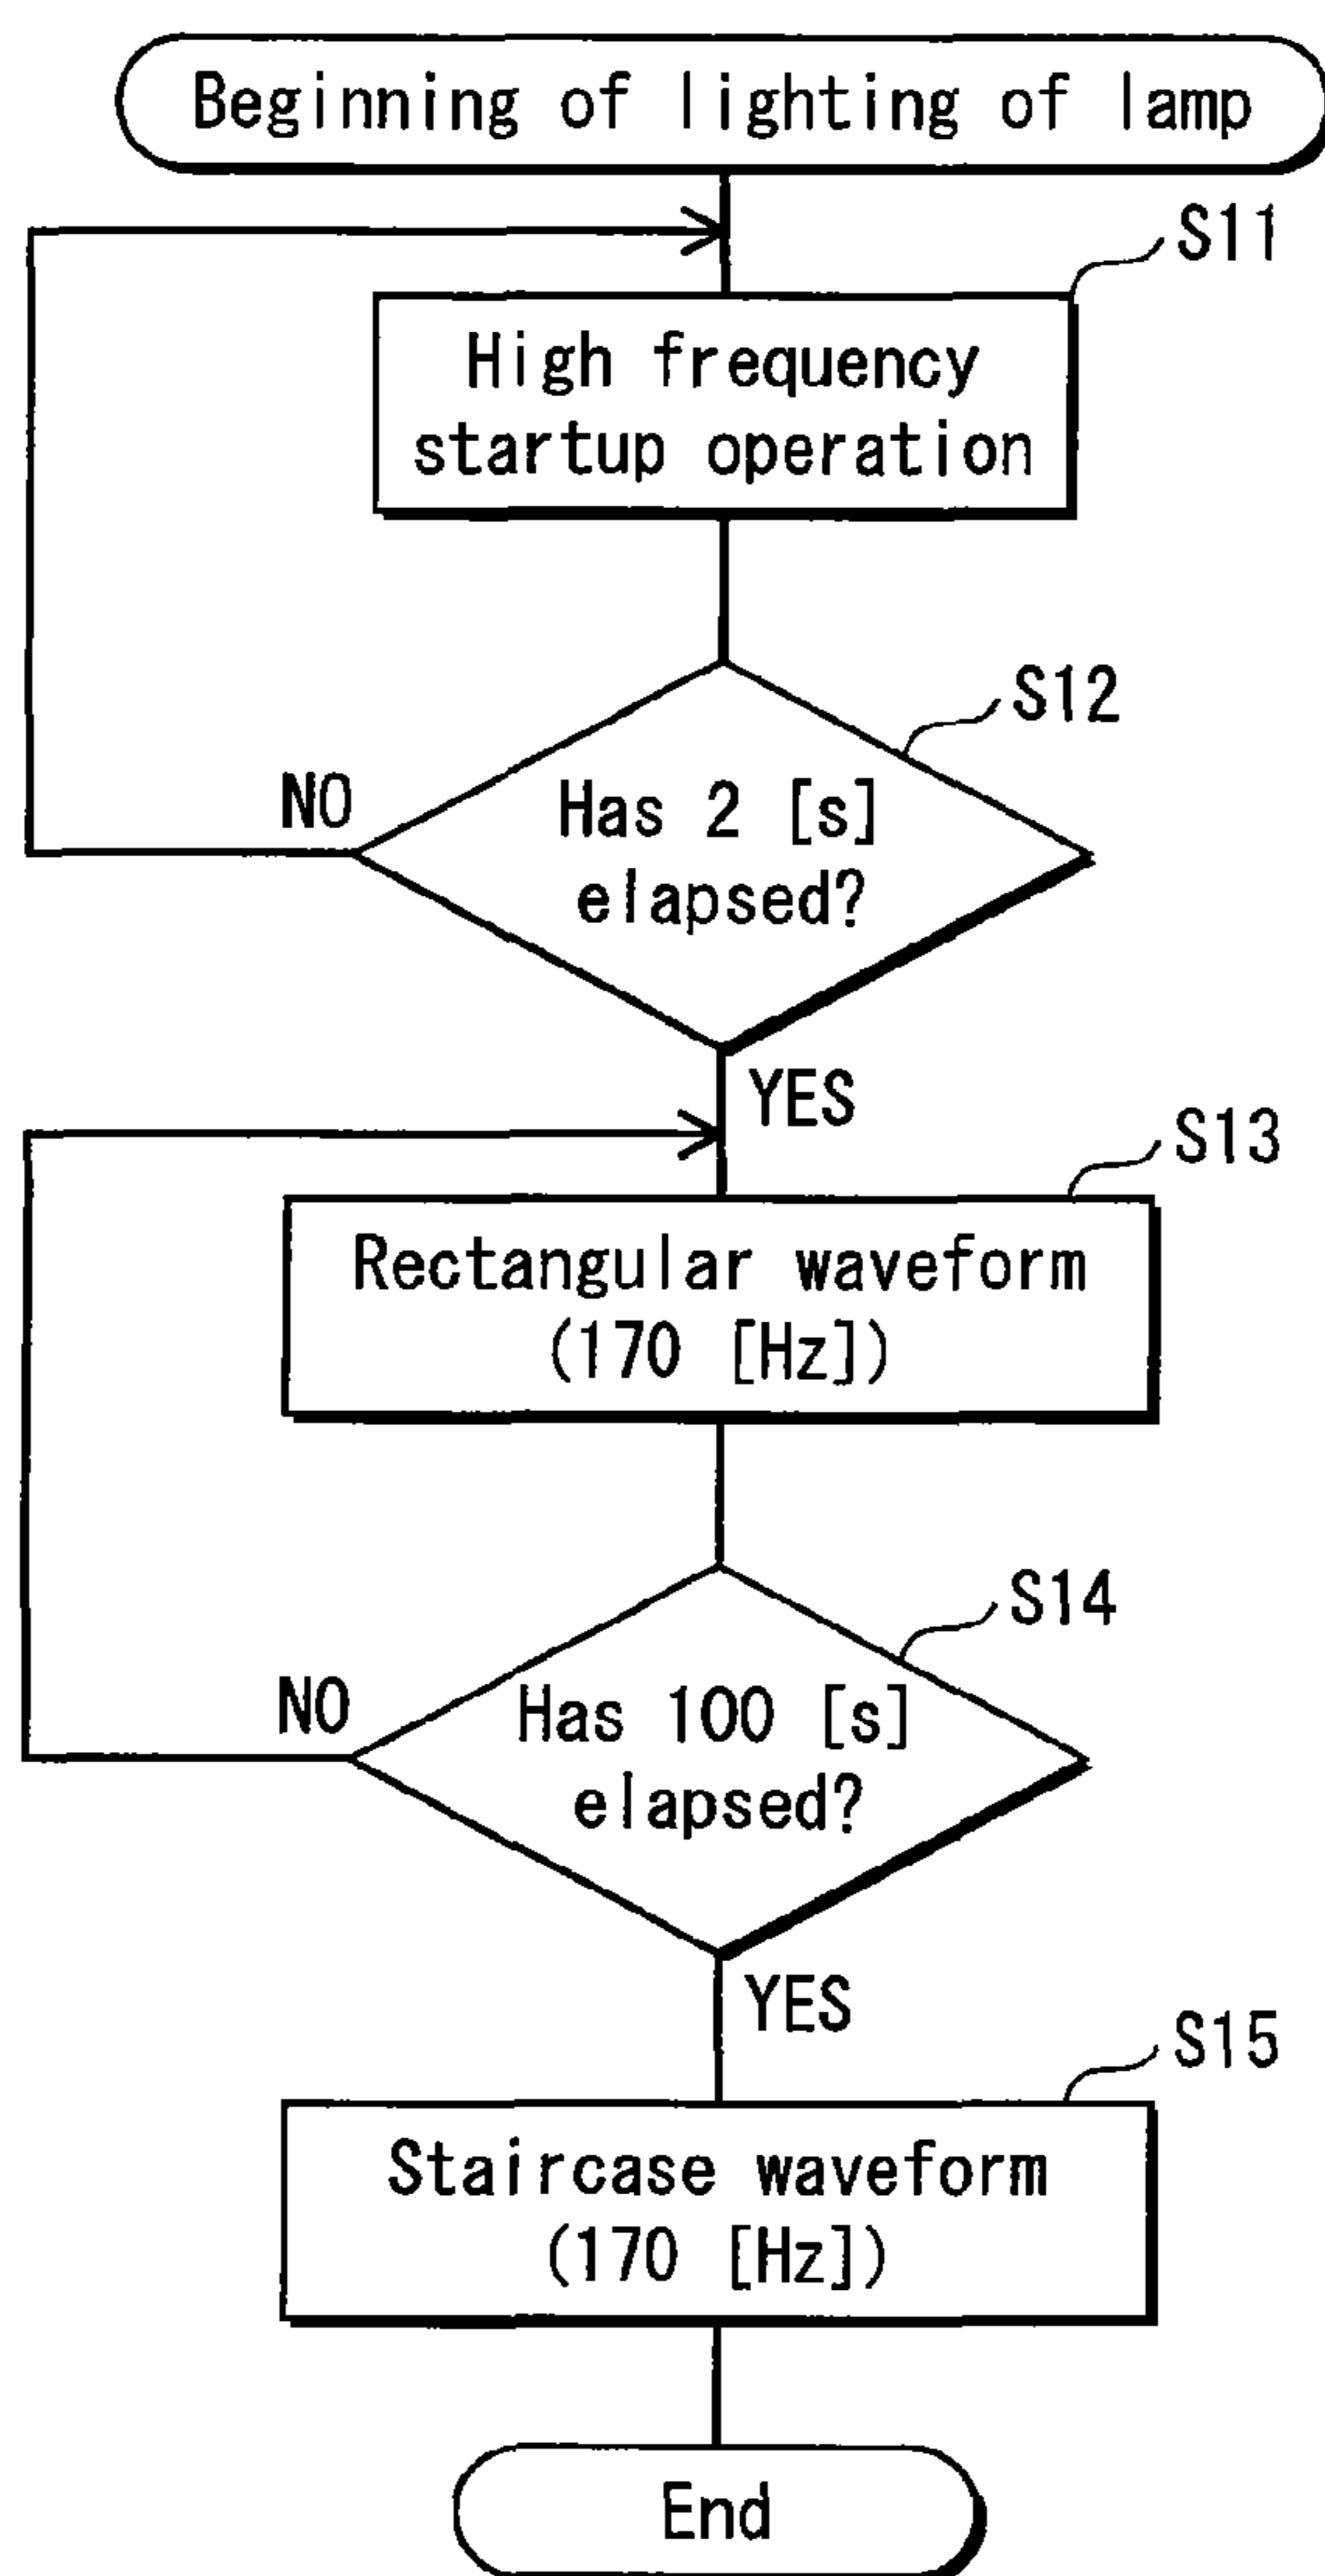 Beginning of lighting of lamp
S11
High frequency
startup operation
S12
NO
Has 2 [s]
elapsed?
YES
S13
Rectangular waveform
(170 [Hz])
S14
NO
Has 100 [s]
elapsed?
YES
S15
Staircase waveform
(170 [Hz])
End